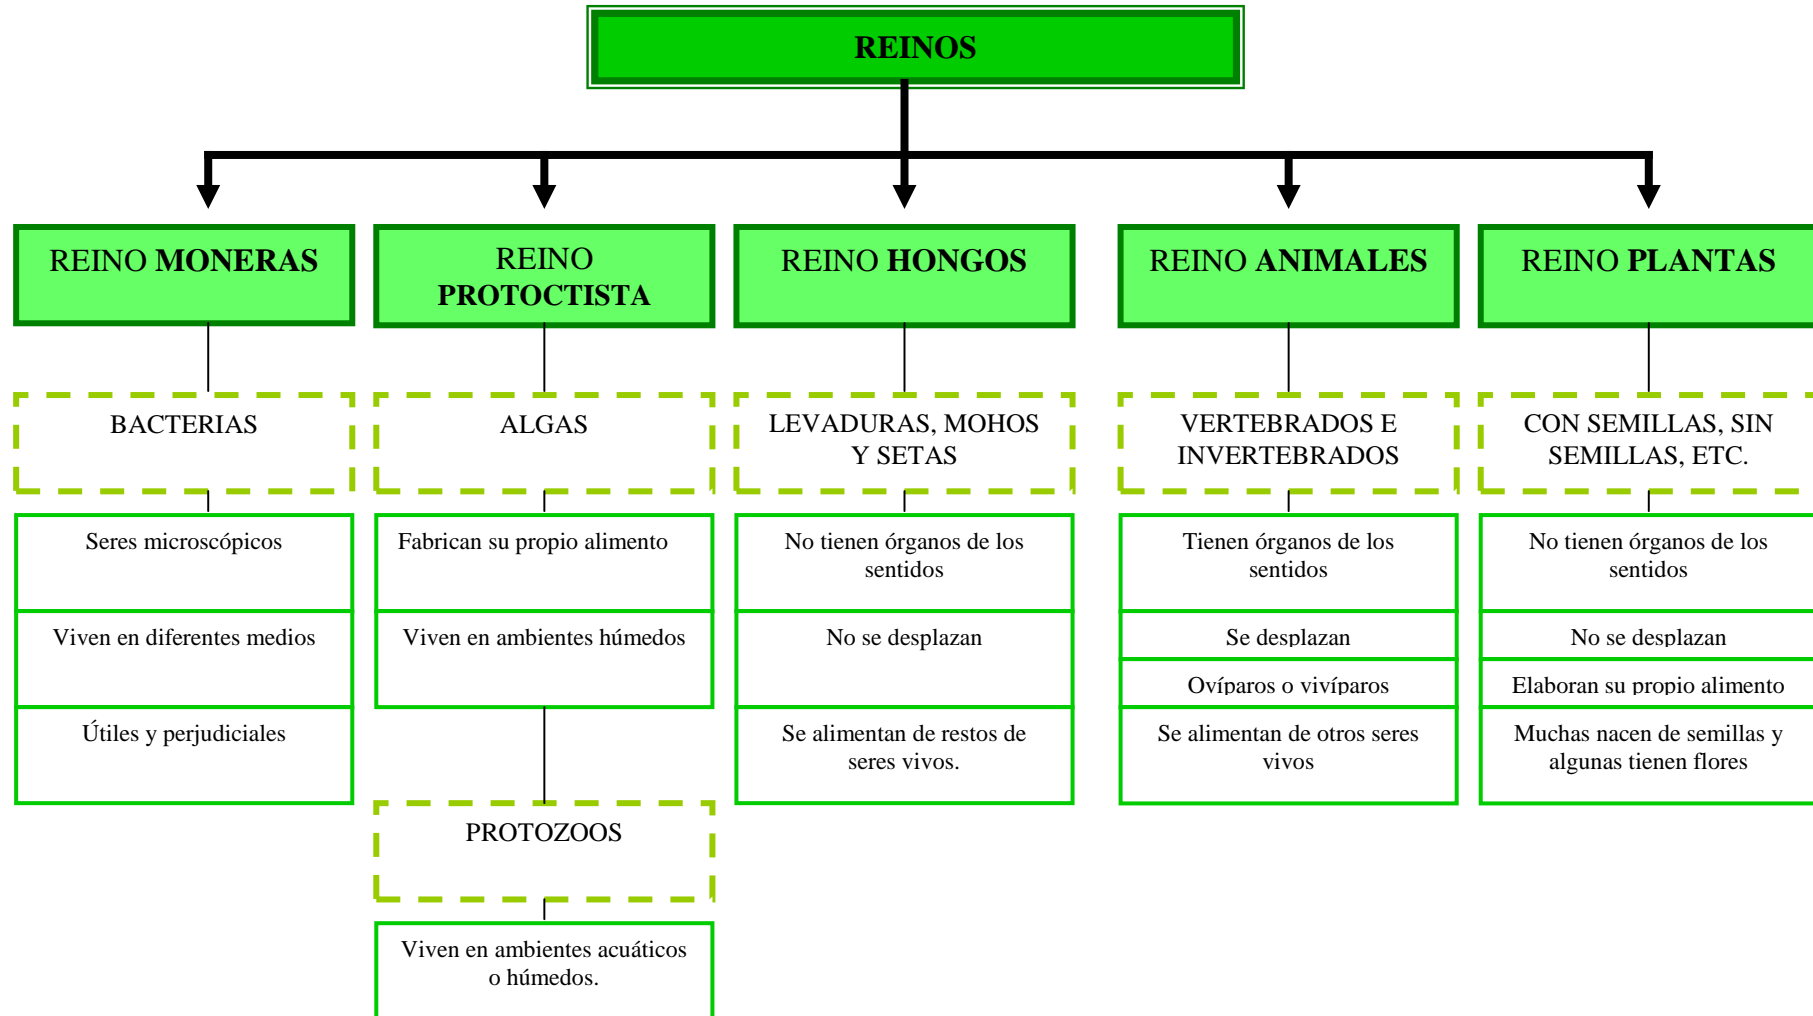 REINOS
REINO MONERAS
BACTERIAS
Seres microscópicos
Viven en diferentes medios
Útiles y perjudiciales
REINO
PROTOCTISTA
ALGAS
Fabrican su propio alimento
Viven en ambientes húmedos
PROTOZOOS
Viven en ambientes acuáticos
o húmedos.
REINO HONGOS
LEVADURAS, MOHOS
Y SETAS
No tienen órganos de los
sentidos
No se desplazan
Se alimentan de restos de
seres vivos.
REINO ANIMALES
VERTEBRADOS E
INVERTEBRADOS
Tienen órganos de los
sentidos
Se desplazan
Ovíparos o vivíparos
Se alimentan de otros seres
vivos
REINO PLANTAS
CON SEMILLAS, SIN
SEMILLAS, ETC.
No tienen órganos de los
sentidos
No se desplazan
Elaboran su propio alimento
Muchas nacen de semillas y
algunas tienen flores